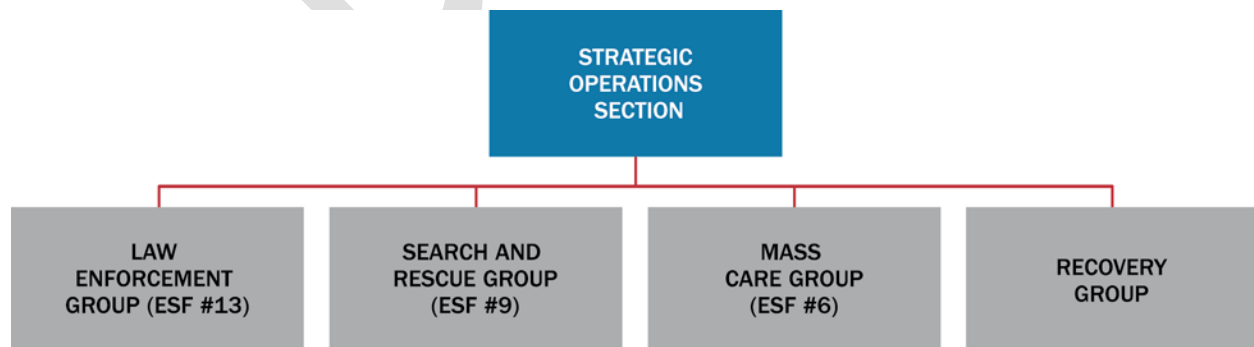 STRATEGIC
OPERATIONS
SECTION
LAW
ENFORCEMENT
GROUP (ESF #13)
SEARCH AND
RESCUE GROUP
(ESF #9)
MASS
CARE GROUP
(ESF #6)
RECOVERY
GROUP